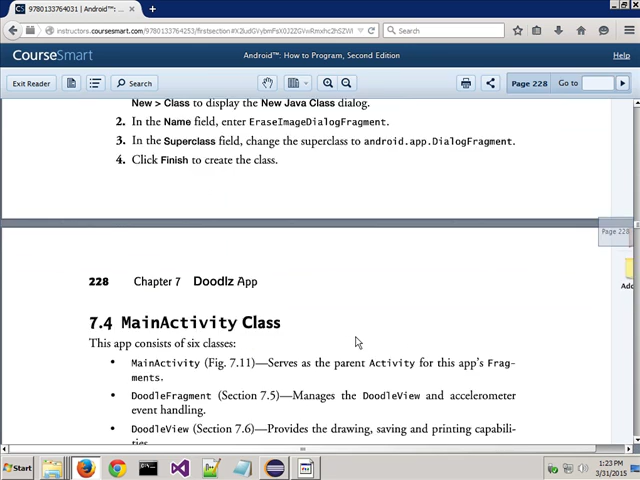 9780133764031 | Android™: ...
instructors.coursesmart.com/9780133764253/firstsection#X2ludGVybmFsX0J2ZGVwRmxhc2h
Search
CourseSmart
Android™: How to Program, Second Edition
Help
Exit Reader
Search
Page 228
Go to:
New > Class to display the New Java Class dialog.
2. In the Name field, enter EraseImageDialogFragment.
3. In the Superclass field, change the superclass to android.app.DialogFragment.
4. Click Finish to create the class.
Page 228
228 Chapter 7 Doodlz App
7.4 MainActivity Class
This app consists of six classes:
• MainActivity (Fig. 7.11)—Serves as the parent Activity for this app's Frag-
ments.
• DoodleFragment (Section 7.5)—Manages the DoodleView and accelerometer
event handling.
• DoodleView (Section 7.6)—Provides the drawing, saving and printing capabili-
ties.
Start
1:23 PM
3/31/2015